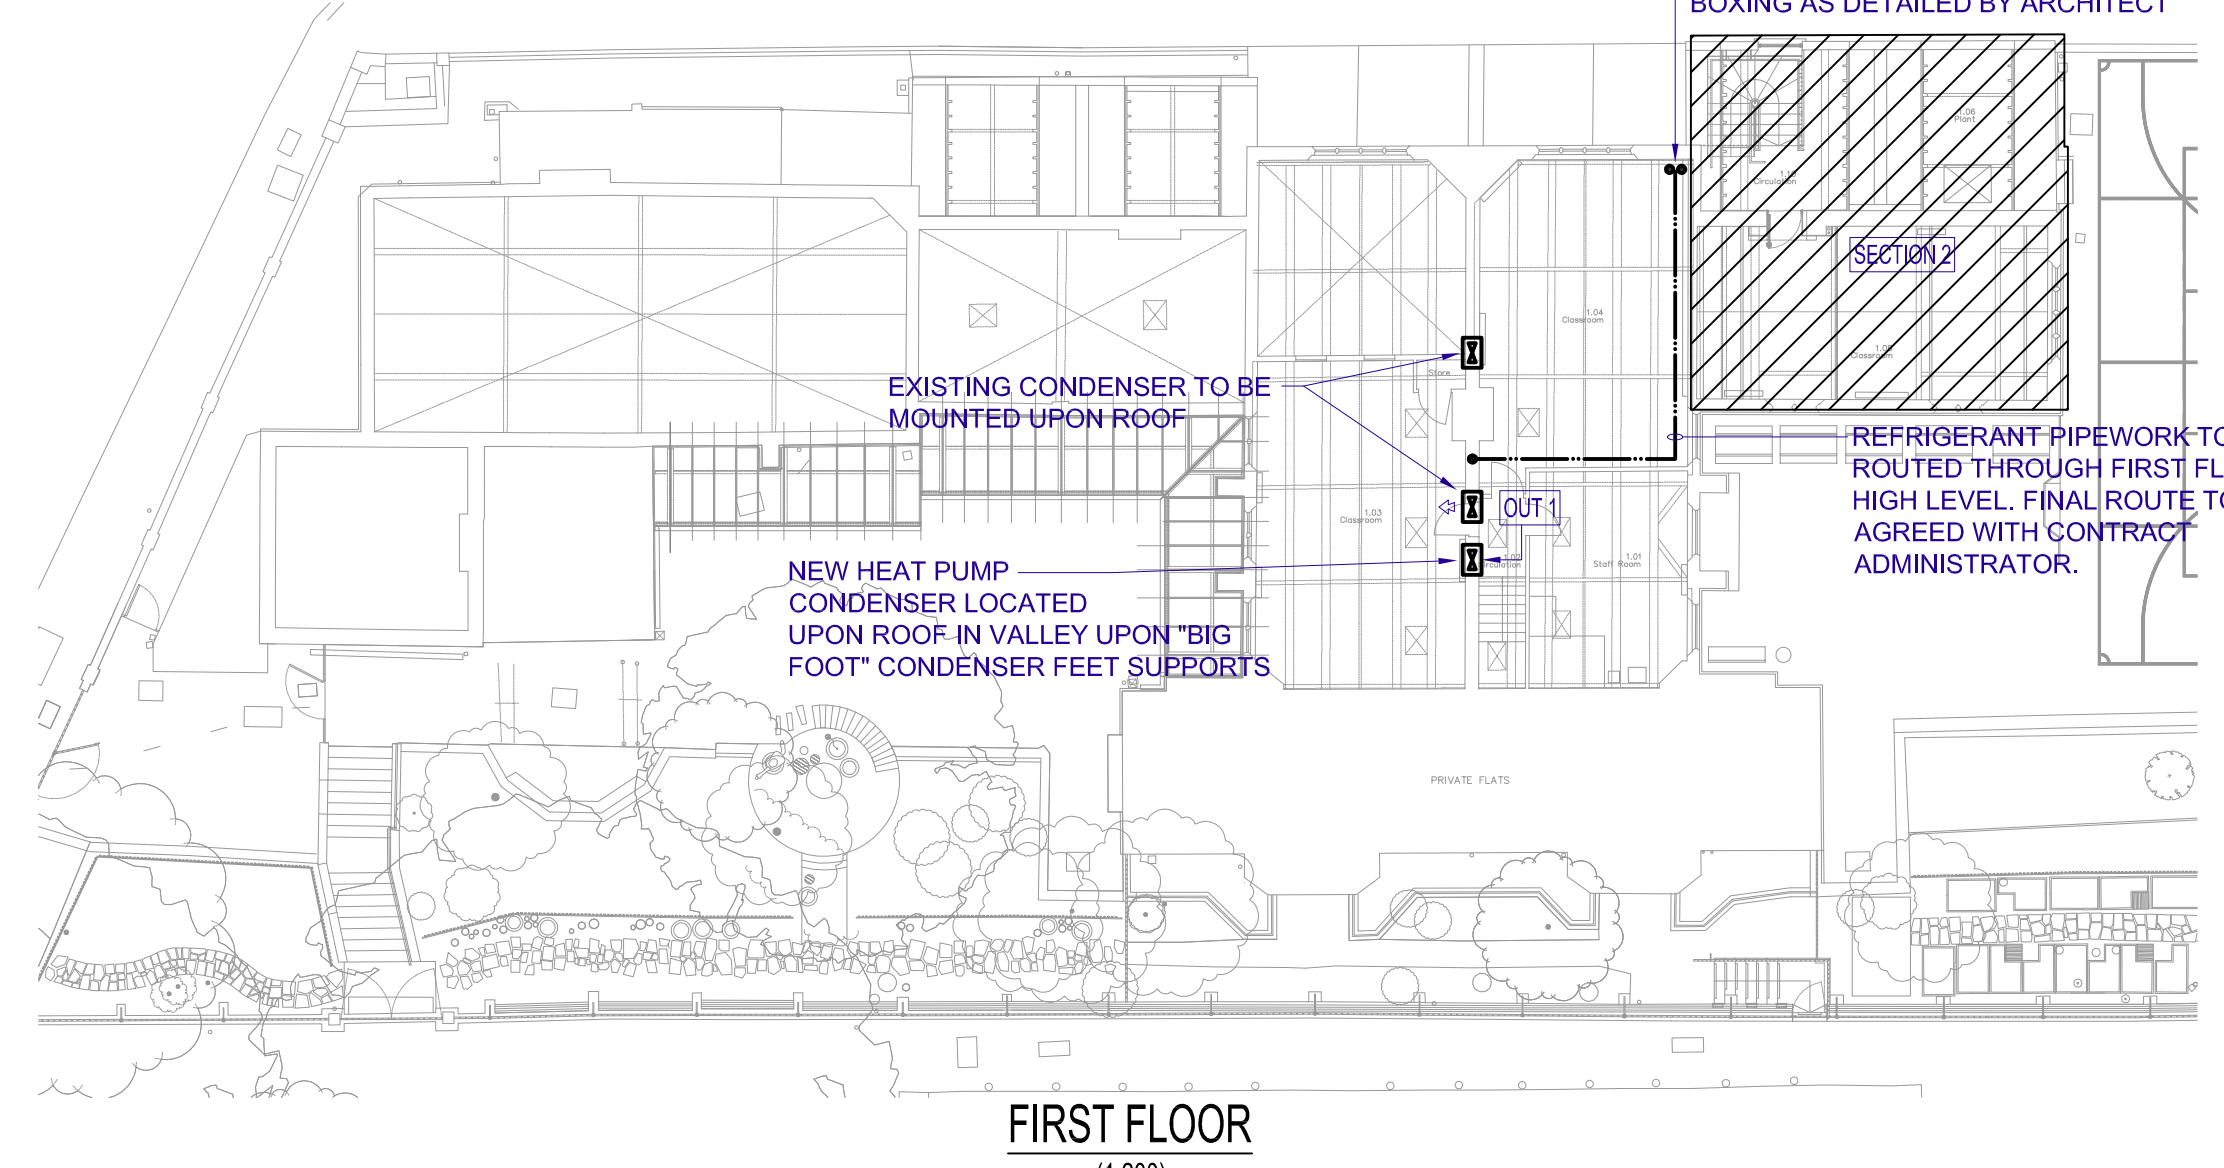 BOXING AS DETAILED BY ARCHITECT
1.06
Plant
1.10
Circulation
SECTION 2
1.04
Classroom
1.05
Classroom
EXISTING CONDENSER TO BE
MOUNTED UPON ROOF
Store
REFRIGERANT PIPEWORK TO
ROUTED THROUGH FIRST FL
HIGH LEVEL. FINAL ROUTE TO
AGREED WITH CONTRACT
ADMINISTRATOR.
1.03
Classroom
OUT 1
1.02
Circulation
1.01
Staff Room
NEW HEAT PUMP
CONDENSER LOCATED
UPON ROOF IN VALLEY UPON "BIG
FOOT" CONDENSER FEET SUPPORTS
PRIVATE FLATS
FIRST FLOOR